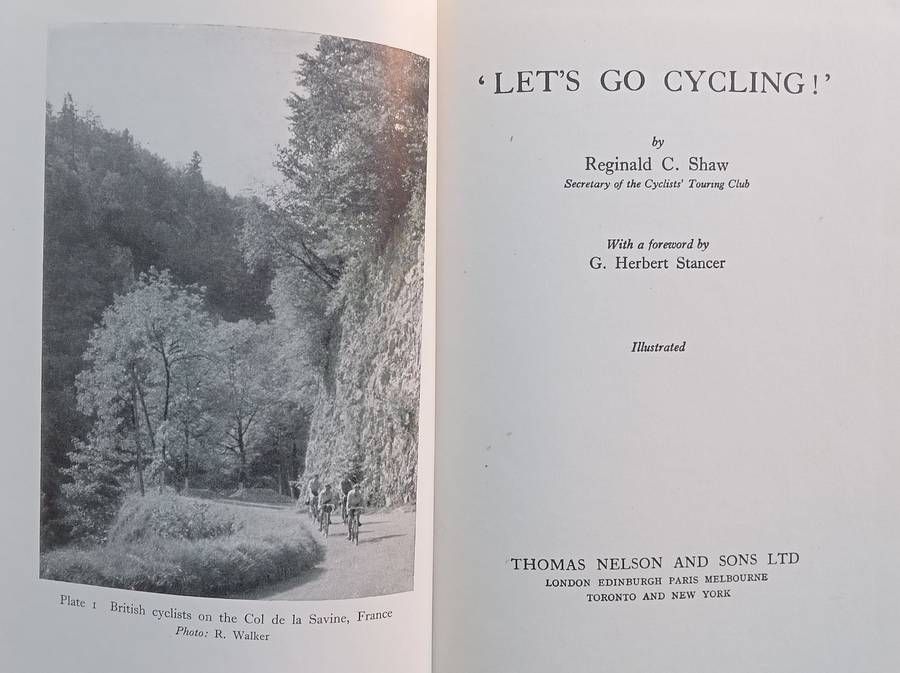 Plate 1 British cyclists on the Col de la Savine, France
Photo: R. Walker
‘LET'S GO CYCLING!’
by
Reginald C. Shaw
Secretary of the Cyclists' Touring Club
With a foreword by
G. Herbert Stancer
Illustrated
THOMAS NELSON AND SONS LTD
LONDON EDINBURGH PARIS MELBOURNE
TORONTO AND NEW YORK